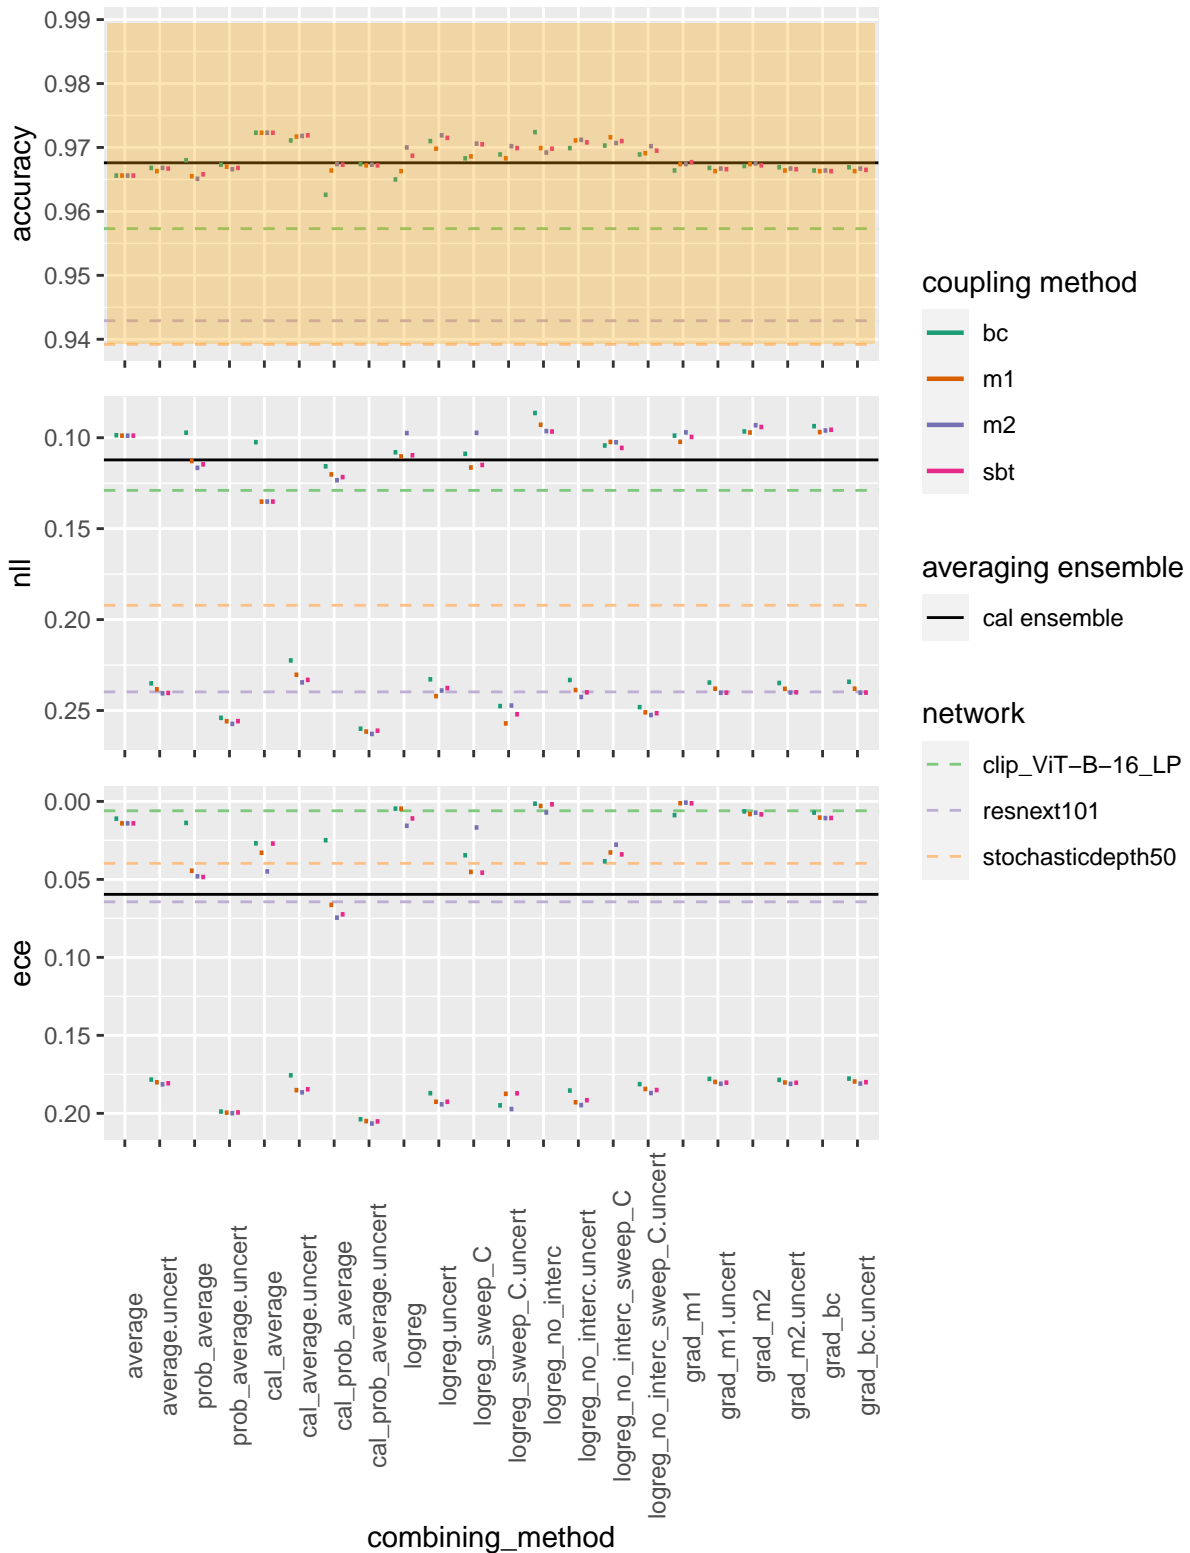 accuracy
0.99
0.98
0.97
0.96
0.95
0.94
nll
0.10
0.15
0.20
0.25
ece
0.00
0.05
0.10
0.15
0.20
average
average.uncert
prob_average
prob_average.uncert
cal_average
cal_average.uncert
cal_prob_average
cal_prob_average.uncert
logreg
logreg.uncert
logreg_sweep_C
logreg_sweep_C.uncert
logreg_no_interc
logreg_no_interc.uncert
logreg_no_interc_sweep_C
logreg_no_interc_sweep_C.uncert
grad_m1
grad_m1.uncert
grad_m2
grad_m2.uncert
grad_bc
grad_bc.uncert
combining_method
coupling method
bc
m1
m2
sbt
averaging ensemble
cal ensemble
network
clip_ViT−B−16_LP
resnext101
stochasticdepth50